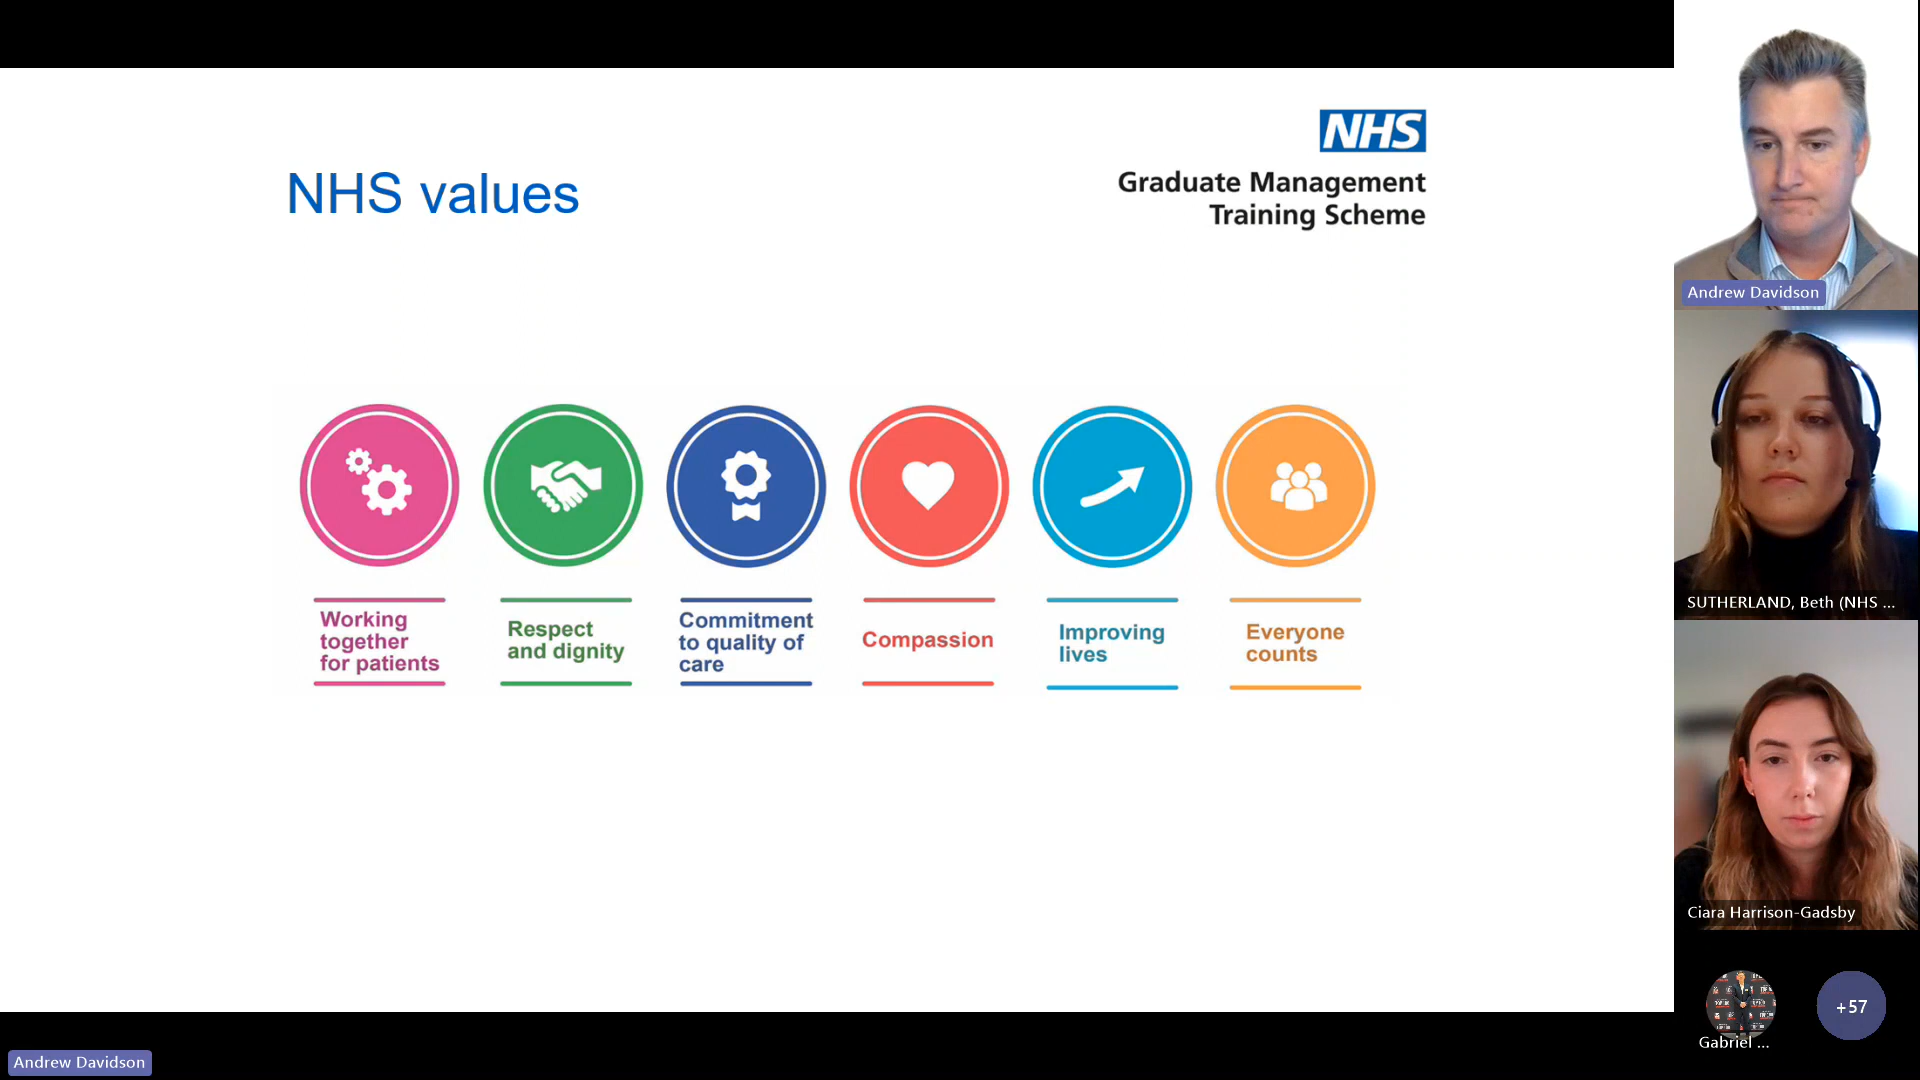 NHS values
NHS
Graduate Management
Training Scheme
Working
together
for patients
Respect
and dignity
Commitment
to quality of
care
Compassion
Improving
lives
Everyone
counts
Andrew Davidson
SUTHERLAND, Beth (NHS ...
Ciara Harrison-Gadsby
Gabriel ...
+57
Andrew Davidson